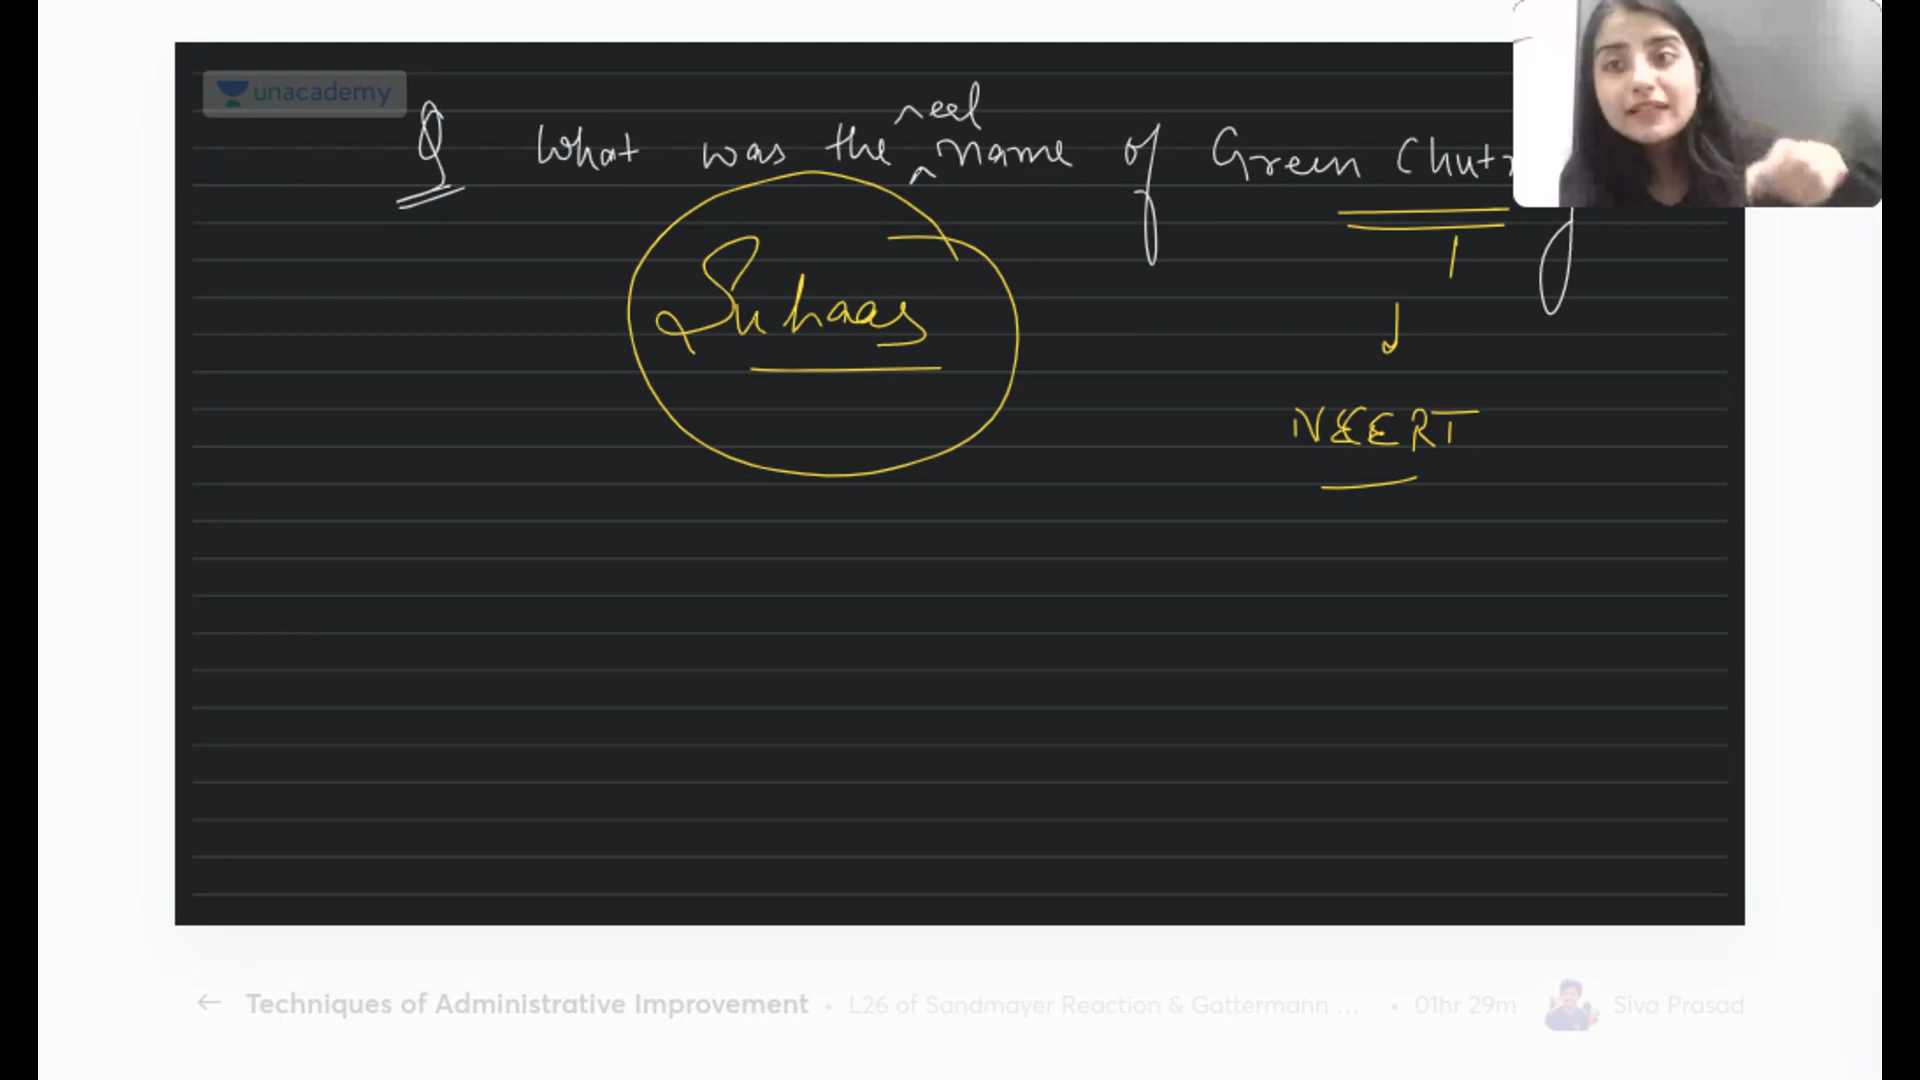 unacademy
Q What was the real name of Green Chutn
Suhaas
NCERT
← Techniques of Administrative Improvement • L26 of Sandmayer Reaction & Gattermann ... • 01hr 29m Siva Prasad